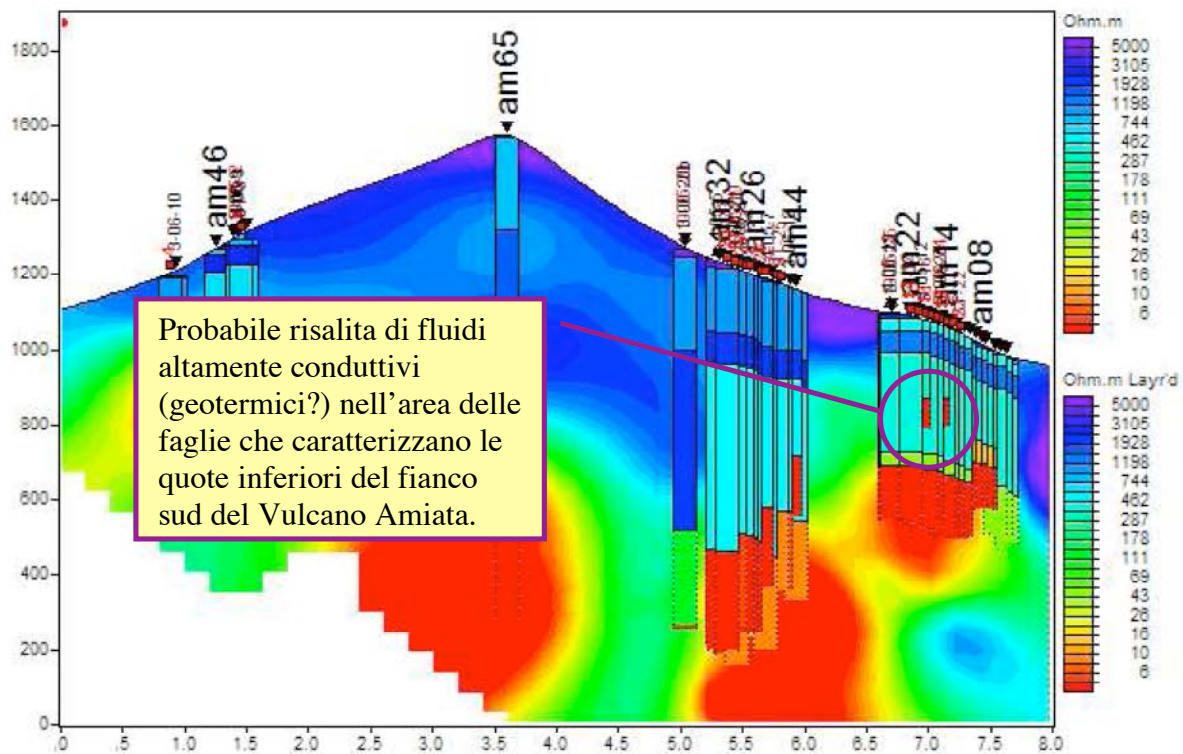 Ohm.m
5000
3105
1928
1198
744
462
287
178
111
69
43
26
16
10
6
Ohm.m Layr'd
5000
3105
1928
1198
744
462
287
178
111
69
43
26
16
10
6
1800
1600
1400
1200
1000
800
600
400
200
0
.0 .5 1.0 1.5 2.0 2.5 3.0 3.5 4.0 4.5 5.0 5.5 6.0 6.5 7.0 7.5 8.0
am46
am65
am32
am26
am44
am22
am14
am08
Probabile risalita di fluidi
altamente conduttivi
(geotermici?) nell'area delle
faglie che caratterizzano le
quote inferiori del fianco
sud del Vulcano Amiata.